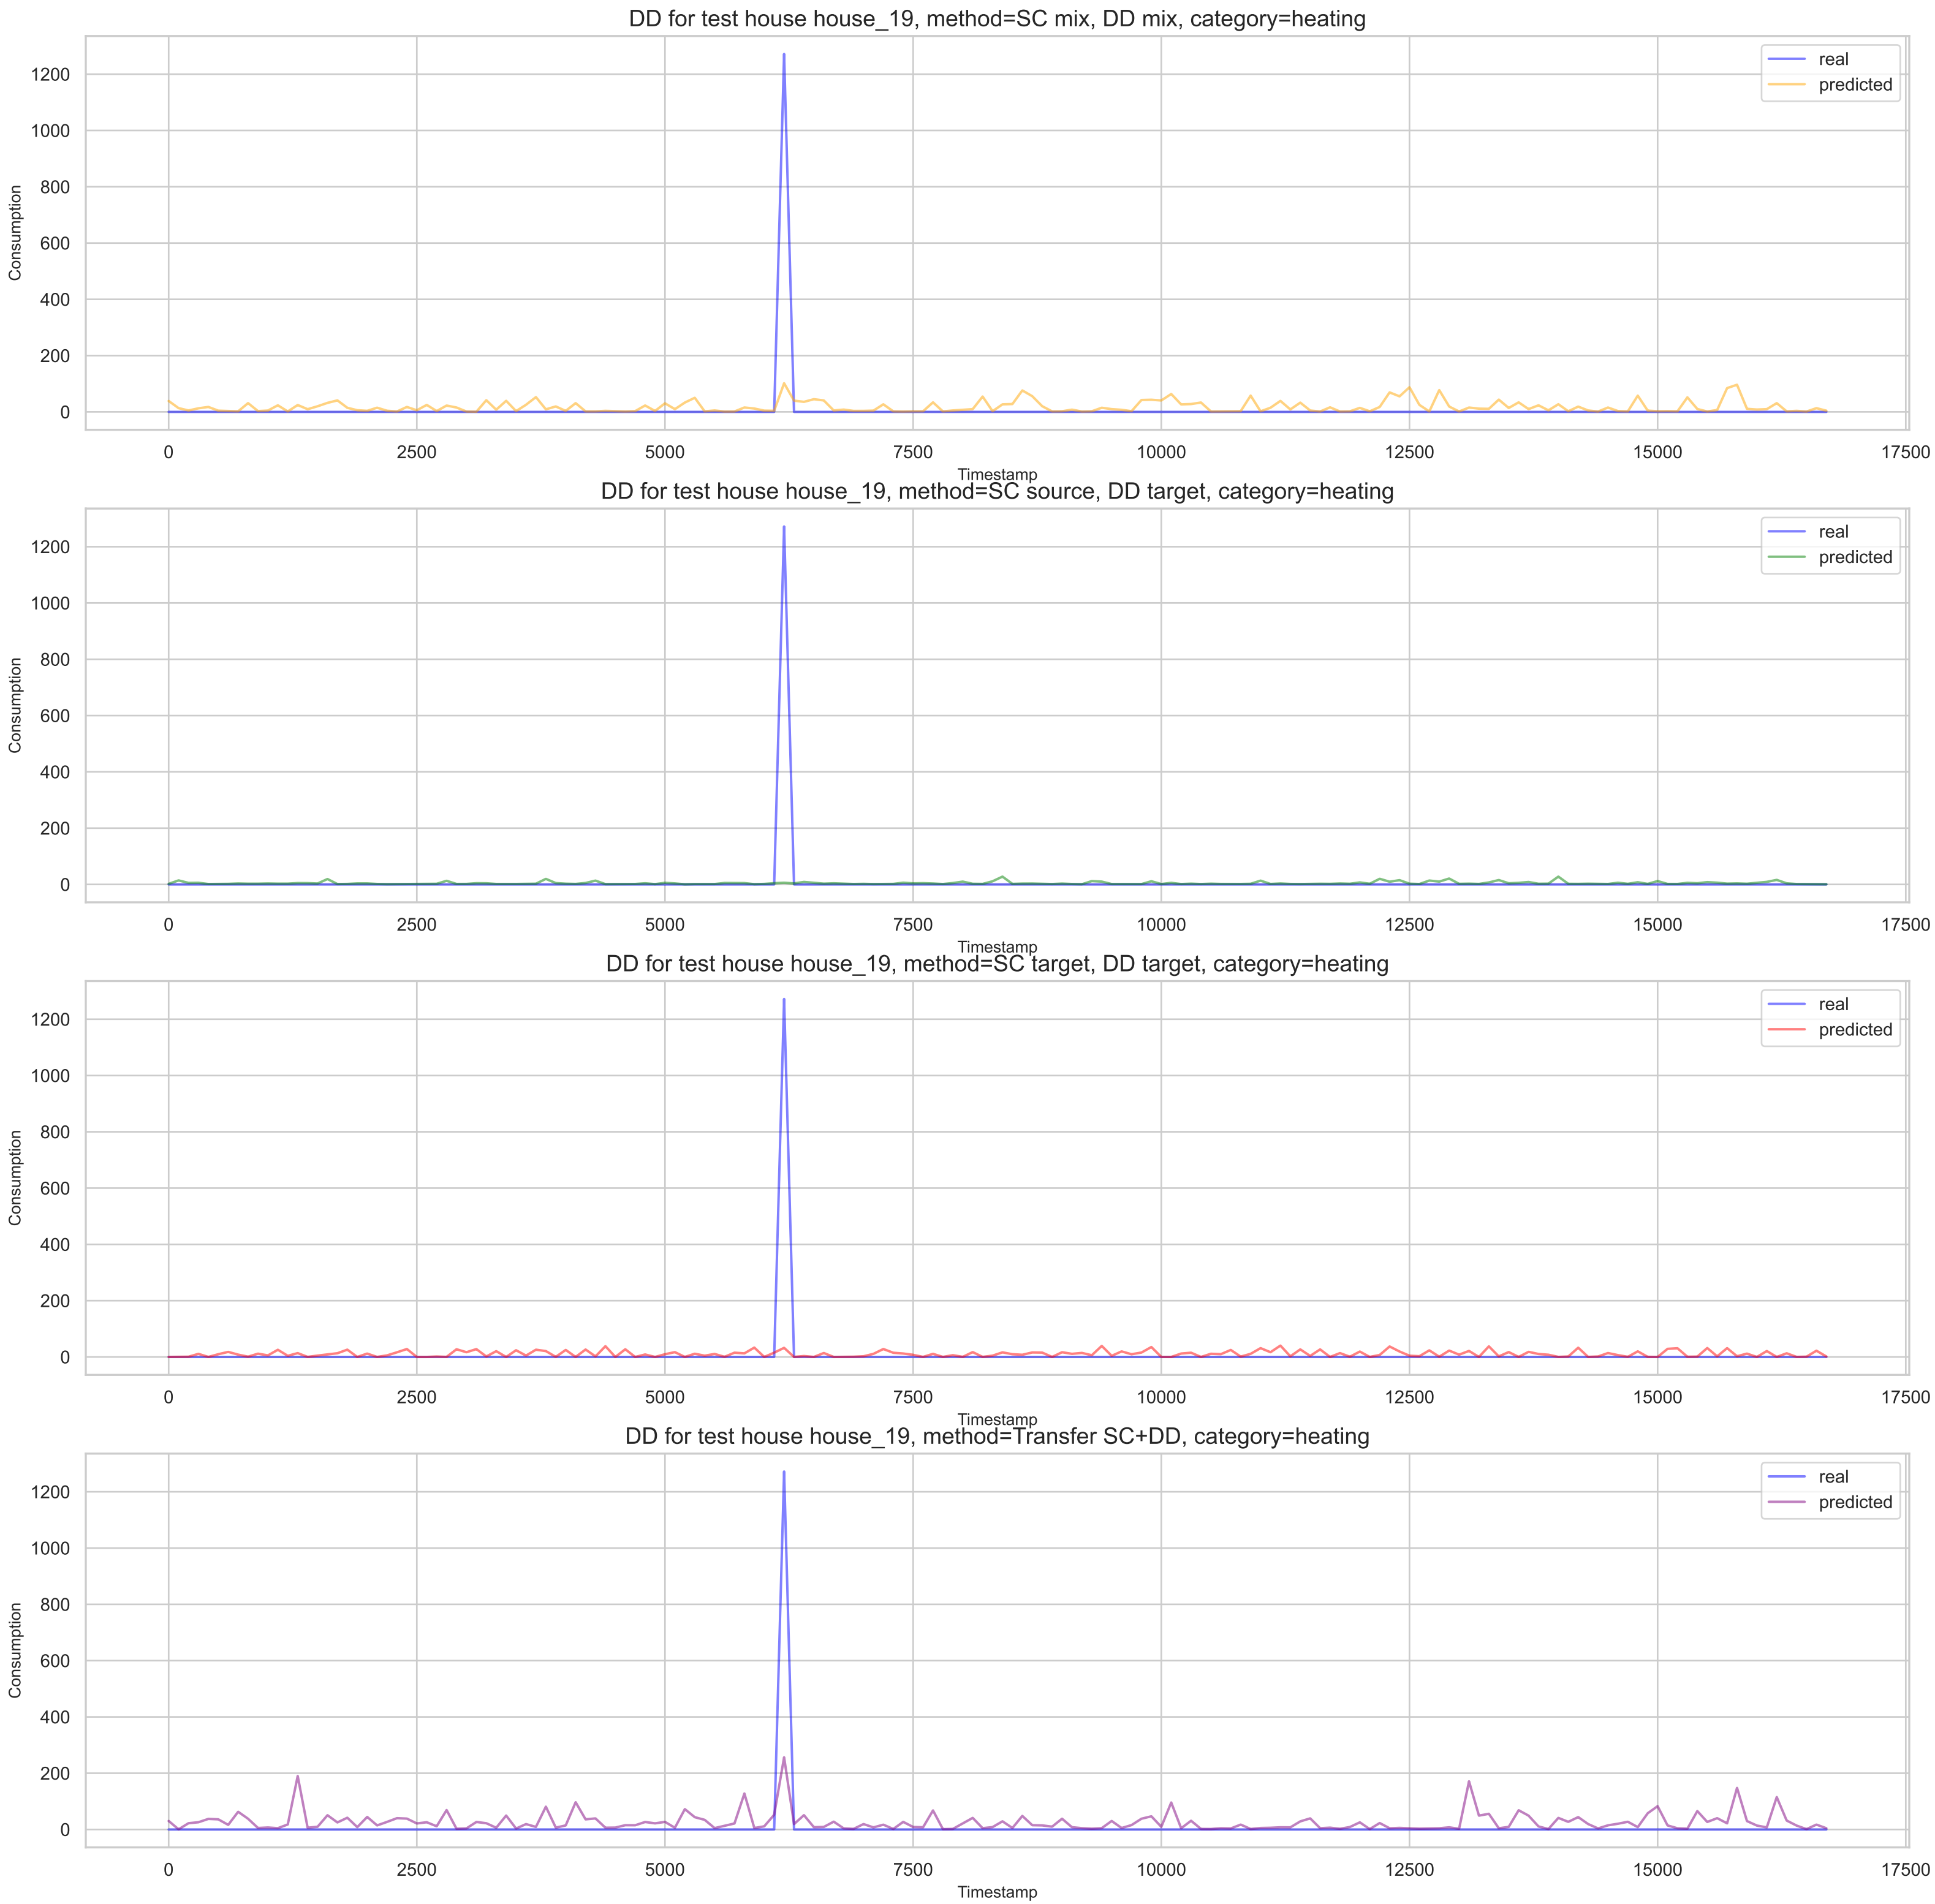 DD for test house house_19, method=SC mix, DD mix, category=heating
real
predicted
1200
1000
800
600
400
200
0
Consumption
0 2500 5000 7500 10000 12500 15000 17500
Timestamp
DD for test house house_19, method=SC source, DD target, category=heating
real
predicted
1200
1000
800
600
400
200
0
Consumption
0 2500 5000 7500 10000 12500 15000 17500
Timestamp
DD for test house house_19, method=SC target, DD target, category=heating
real
predicted
1200
1000
800
600
400
200
0
Consumption
0 2500 5000 7500 10000 12500 15000 17500
Timestamp
DD for test house house_19, method=Transfer SC+DD, category=heating
real
predicted
1200
1000
800
600
400
200
0
Consumption
0 2500 5000 7500 10000 12500 15000 17500
Timestamp